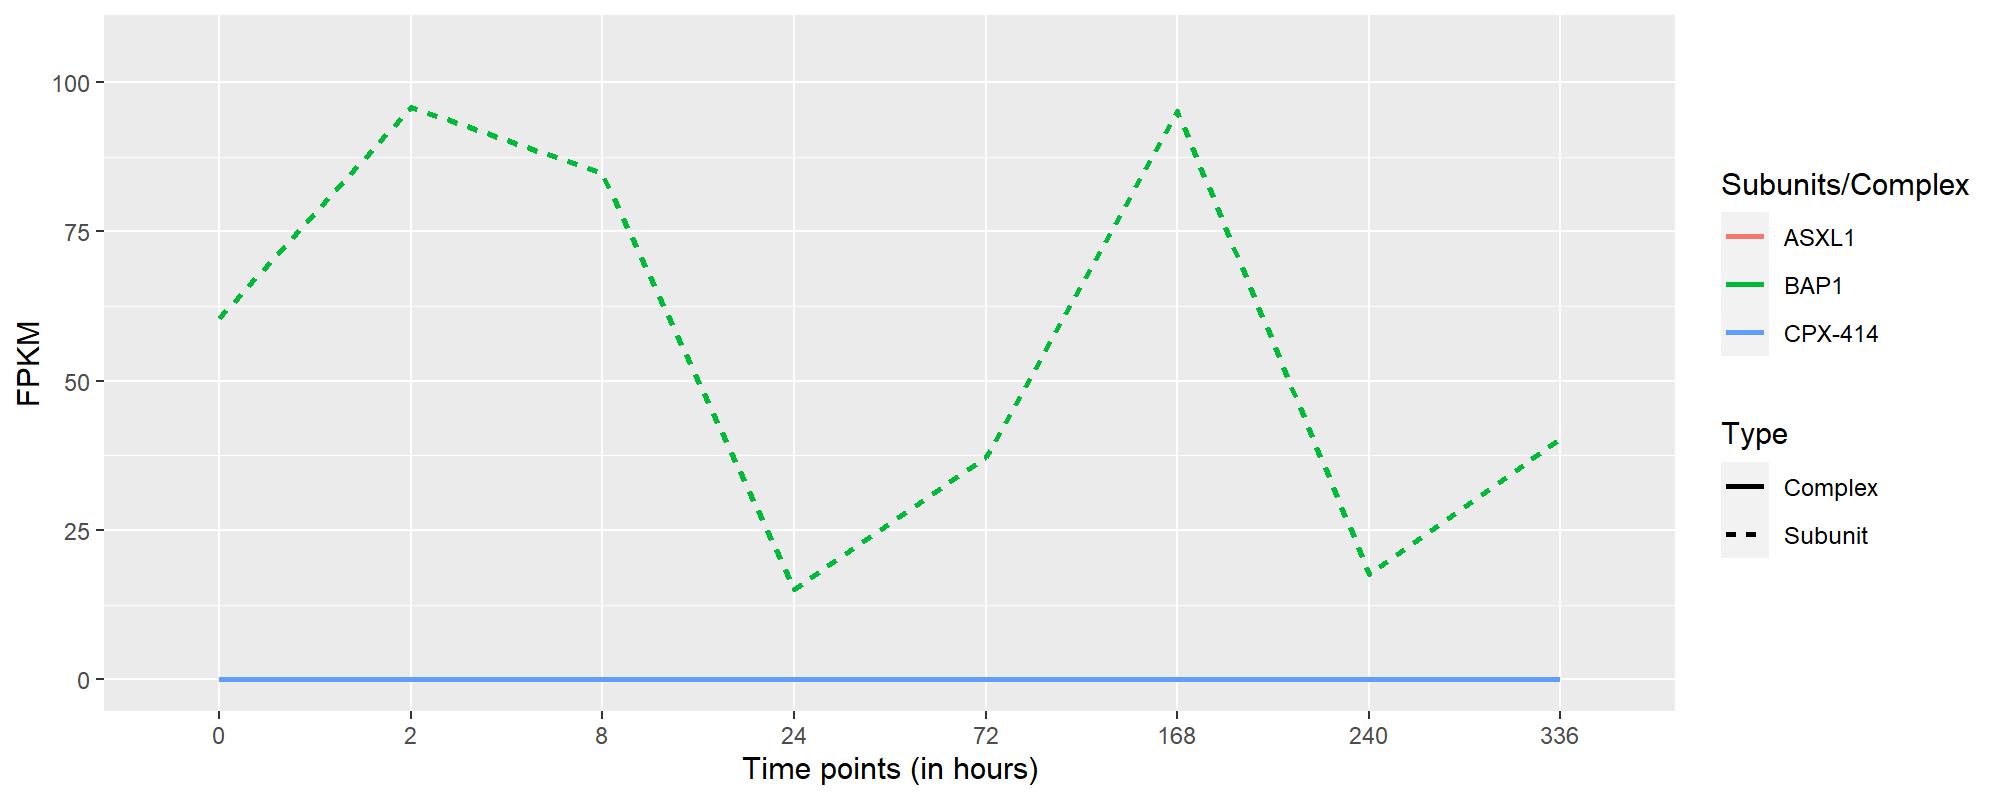 FPKM
100
75
50
25
0
0 2 8 24 72 168 240 336
Time points (in hours)
Subunits/Complex
ASXL1
BAP1
CPX-414
Type
Complex
Subunit